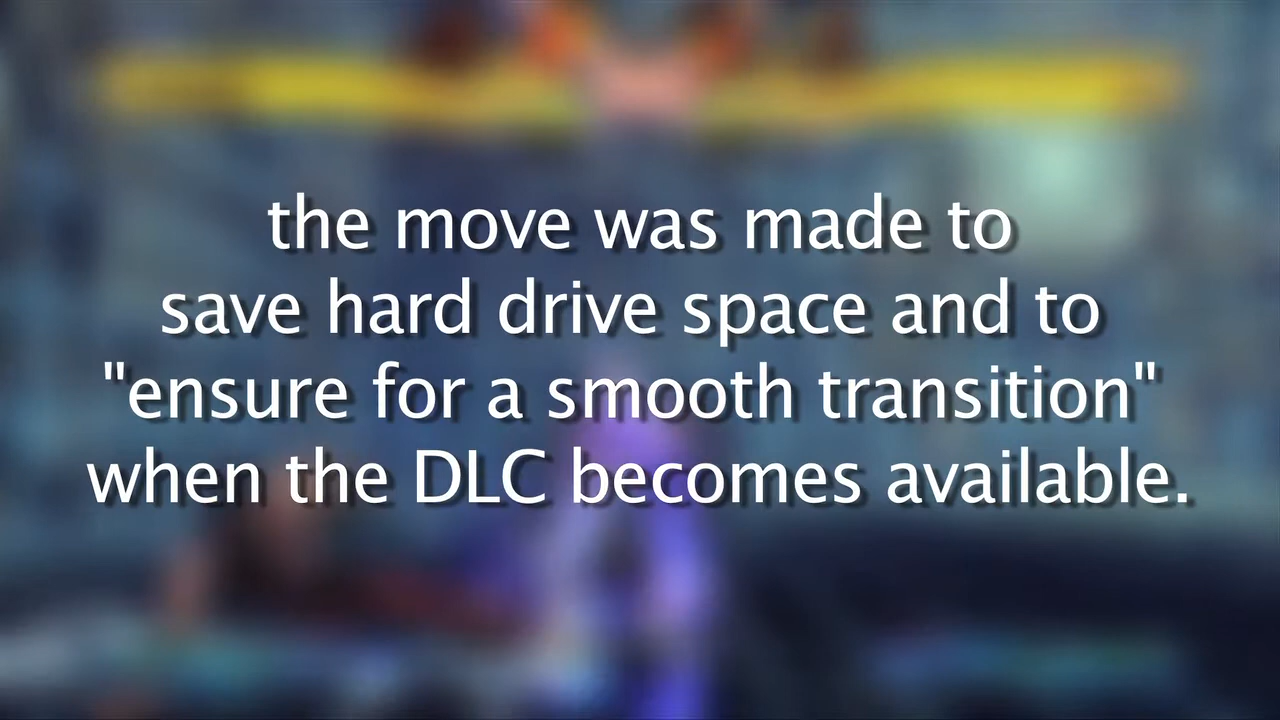 the move was made to
save hard drive space and to
"ensure for a smooth transition"
when the DLC becomes available.